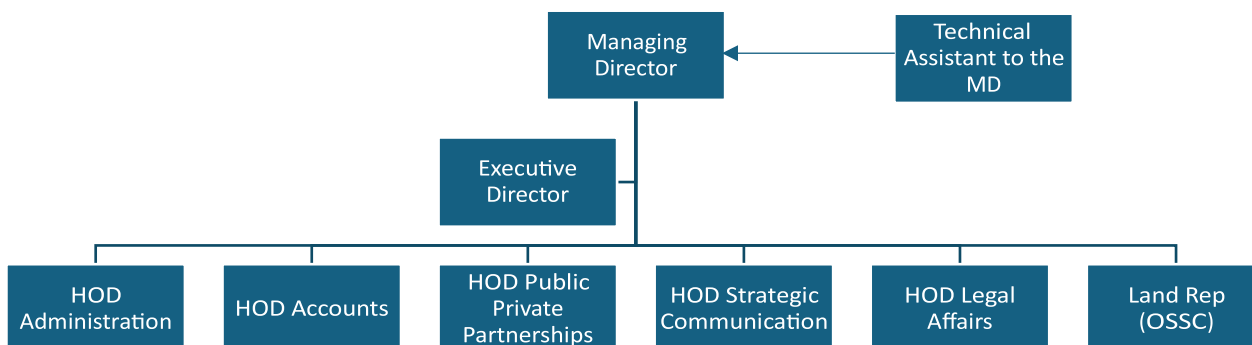 Managing
Director
Technical
Assistant to the
MD
Executive
Director
HOD
Administration
HOD Accounts
HOD Public
Private
Partnerships
HOD Strategic
Communication
HOD Legal
Affairs
Land Rep
(OSSC)